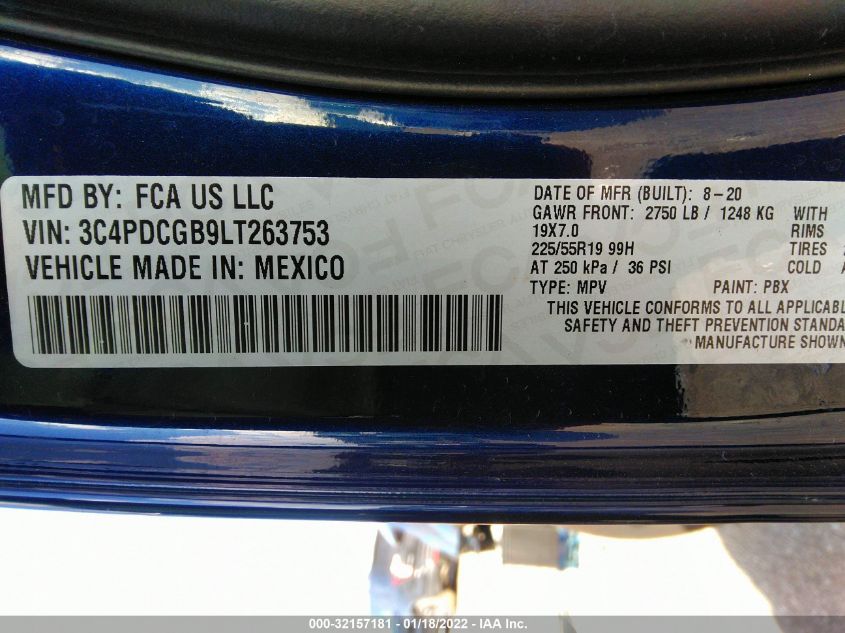 MFD BY: FCA US LLC
VIN: 3C4PDCGB9LT263753
VEHICLE MADE IN: MEXICO
DATE OF MFR (BUILT): 8-20
GAWR FRONT: 2750 LB / 1248 KG WITH
19X7.0 RIMS
225/55R19 99H TIRES
AT 250 kPa / 36 PSI COLD
TYPE: MPV PAINT: PBX
THIS VEHICLE CONFORMS TO ALL APPLICABL
SAFETY AND THEFT PREVENTION STANDA
MANUFACTURE SHOWN
000-32157181 - 01/18/2022 - IAA Inc.